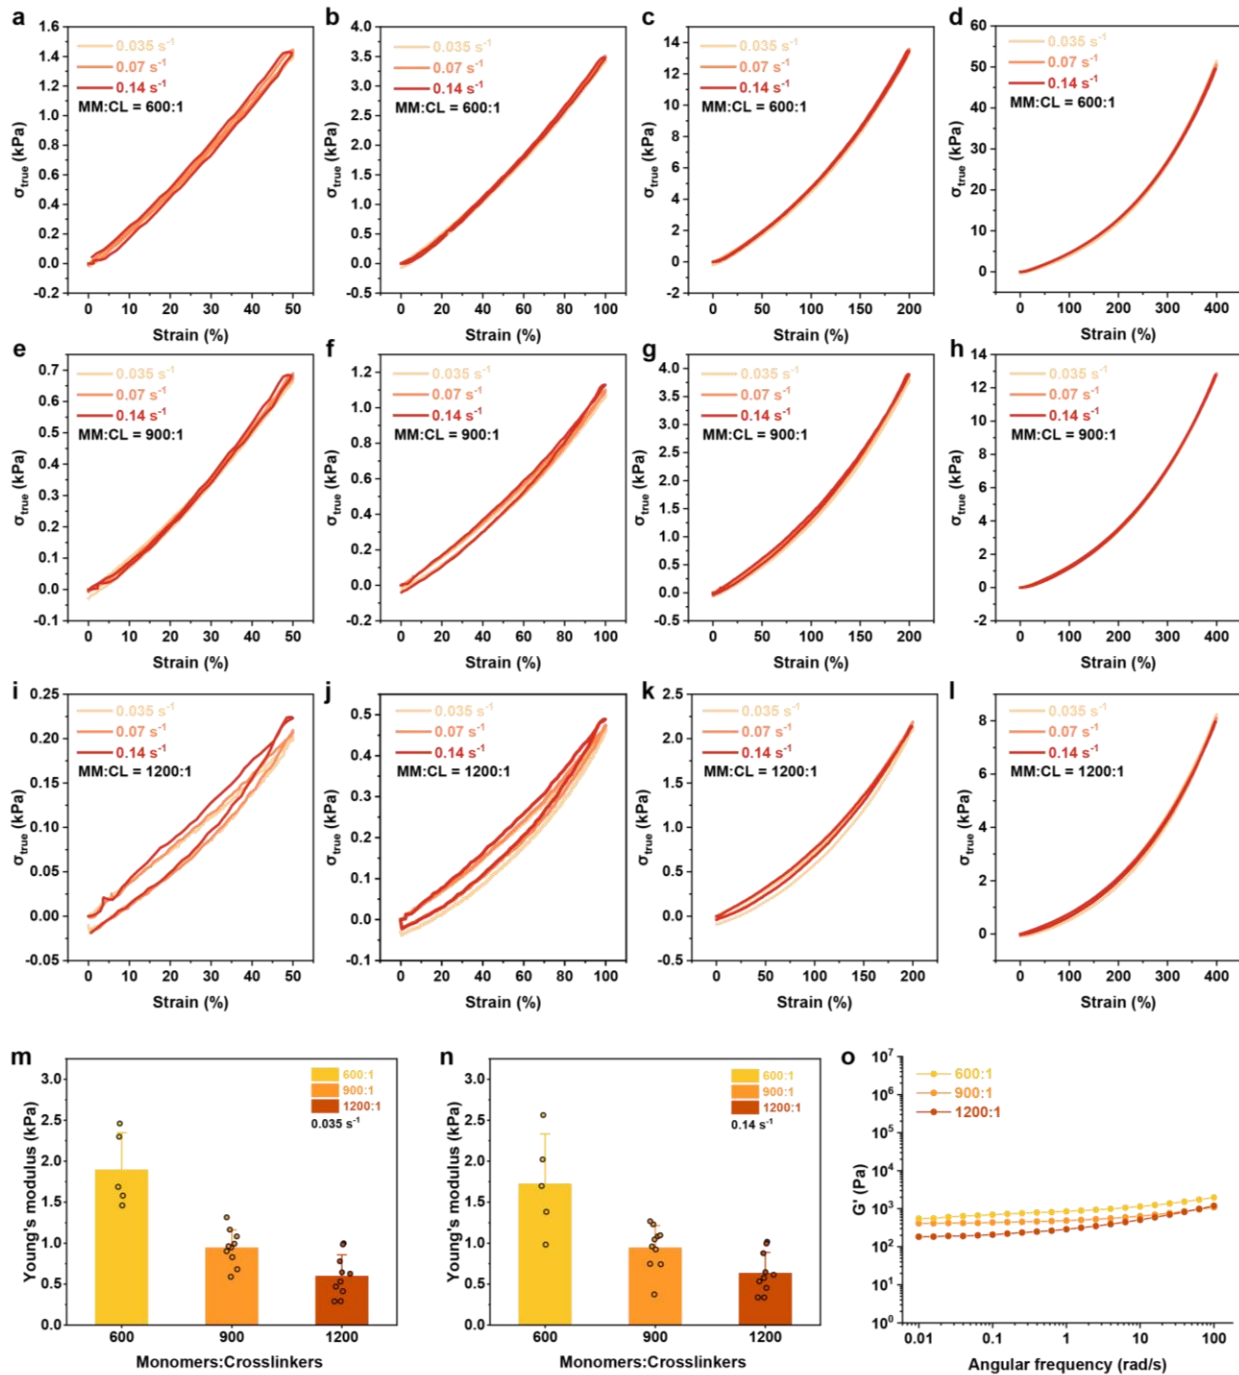 a
1.6
1.4
1.2
1.0
0.8
0.6
0.4
0.2
0.0
-0.2
σtrue (kPa)
0.035 s⁻¹
0.07 s⁻¹
0.14 s⁻¹
MM:CL = 600:1
0 10 20 30 40 50
Strain (%)
b
4.0
3.5
3.0
2.5
2.0
1.5
1.0
0.5
0.0
-0.5
σtrue (kPa)
0.035 s⁻¹
0.07 s⁻¹
0.14 s⁻¹
MM:CL = 600:1
0 20 40 60 80 100
Strain (%)
c
14
12
10
8
6
4
2
0
-2
σtrue (kPa)
0.035 s⁻¹
0.07 s⁻¹
0.14 s⁻¹
MM:CL = 600:1
0 50 100 150 200
Strain (%)
d
60
50
40
30
20
10
0
σtrue (kPa)
0.035 s⁻¹
0.07 s⁻¹
0.14 s⁻¹
MM:CL = 600:1
0 100 200 300 400
Strain (%)
e
0.7
0.6
0.5
0.4
0.3
0.2
0.1
0.0
-0.1
σtrue (kPa)
0.035 s⁻¹
0.07 s⁻¹
0.14 s⁻¹
MM:CL = 900:1
0 10 20 30 40 50
Strain (%)
f
1.2
1.0
0.8
0.6
0.4
0.2
0.0
-0.2
σtrue (kPa)
0.035 s⁻¹
0.07 s⁻¹
0.14 s⁻¹
MM:CL = 900:1
0 20 40 60 80 100
Strain (%)
g
4.0
3.5
3.0
2.5
2.0
1.5
1.0
0.5
0.0
-0.5
σtrue (kPa)
0.035 s⁻¹
0.07 s⁻¹
0.14 s⁻¹
MM:CL = 900:1
0 50 100 150 200
Strain (%)
h
14
12
10
8
6
4
2
0
-2
σtrue (kPa)
0.035 s⁻¹
0.07 s⁻¹
0.14 s⁻¹
MM:CL = 900:1
0 100 200 300 400
Strain (%)
i
0.25
0.20
0.15
0.10
0.05
0.00
-0.05
σtrue (kPa)
0.035 s⁻¹
0.07 s⁻¹
0.14 s⁻¹
MM:CL = 1200:1
0 10 20 30 40 50
Strain (%)
j
0.5
0.4
0.3
0.2
0.1
0.0
-0.1
σtrue (kPa)
0.035 s⁻¹
0.07 s⁻¹
0.14 s⁻¹
MM:CL = 1200:1
0 20 40 60 80 100
Strain (%)
k
2.5
2.0
1.5
1.0
0.5
0.0
-0.5
σtrue (kPa)
0.035 s⁻¹
0.07 s⁻¹
0.14 s⁻¹
MM:CL = 1200:1
0 50 100 150 200
Strain (%)
l
8
6
4
2
0
σtrue (kPa)
0.035 s⁻¹
0.07 s⁻¹
0.14 s⁻¹
MM:CL = 1200:1
0 100 200 300 400
Strain (%)
m
3.0
2.5
2.0
1.5
1.0
0.5
0.0
Young's modulus (kPa)
600:1
900:1
1200:1
0.035 s⁻¹
600 900 1200
Monomers:Crosslinkers
n
3.0
2.5
2.0
1.5
1.0
0.5
0.0
Young's modulus (kPa)
600:1
900:1
1200:1
0.14 s⁻¹
600 900 1200
Monomers:Crosslinkers
o
10⁷
10⁶
10⁵
10⁴
10³
10²
10¹
10⁰
G' (Pa)
600:1
900:1
1200:1
0.01 0.1 1 10 100
Angular frequency (rad/s)